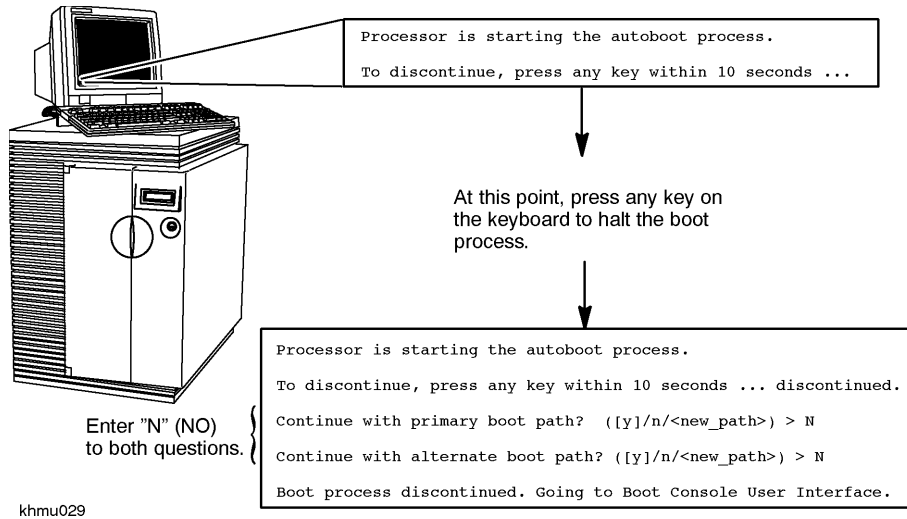 Processor is starting the autoboot process.
To discontinue, press any key within 10 seconds ...
At this point, press any key on
the keyboard to halt the boot
process.
Processor is starting the autoboot process.
To discontinue, press any key within 10 seconds ... discontinued.
Continue with primary boot path?  ([y]/n/<new_path>) > N
Continue with alternate boot path? ([y]/n/<new_path>) > N
Boot process discontinued. Going to Boot Console User Interface.
Enter ”N” (NO)
to both questions.
khmu029